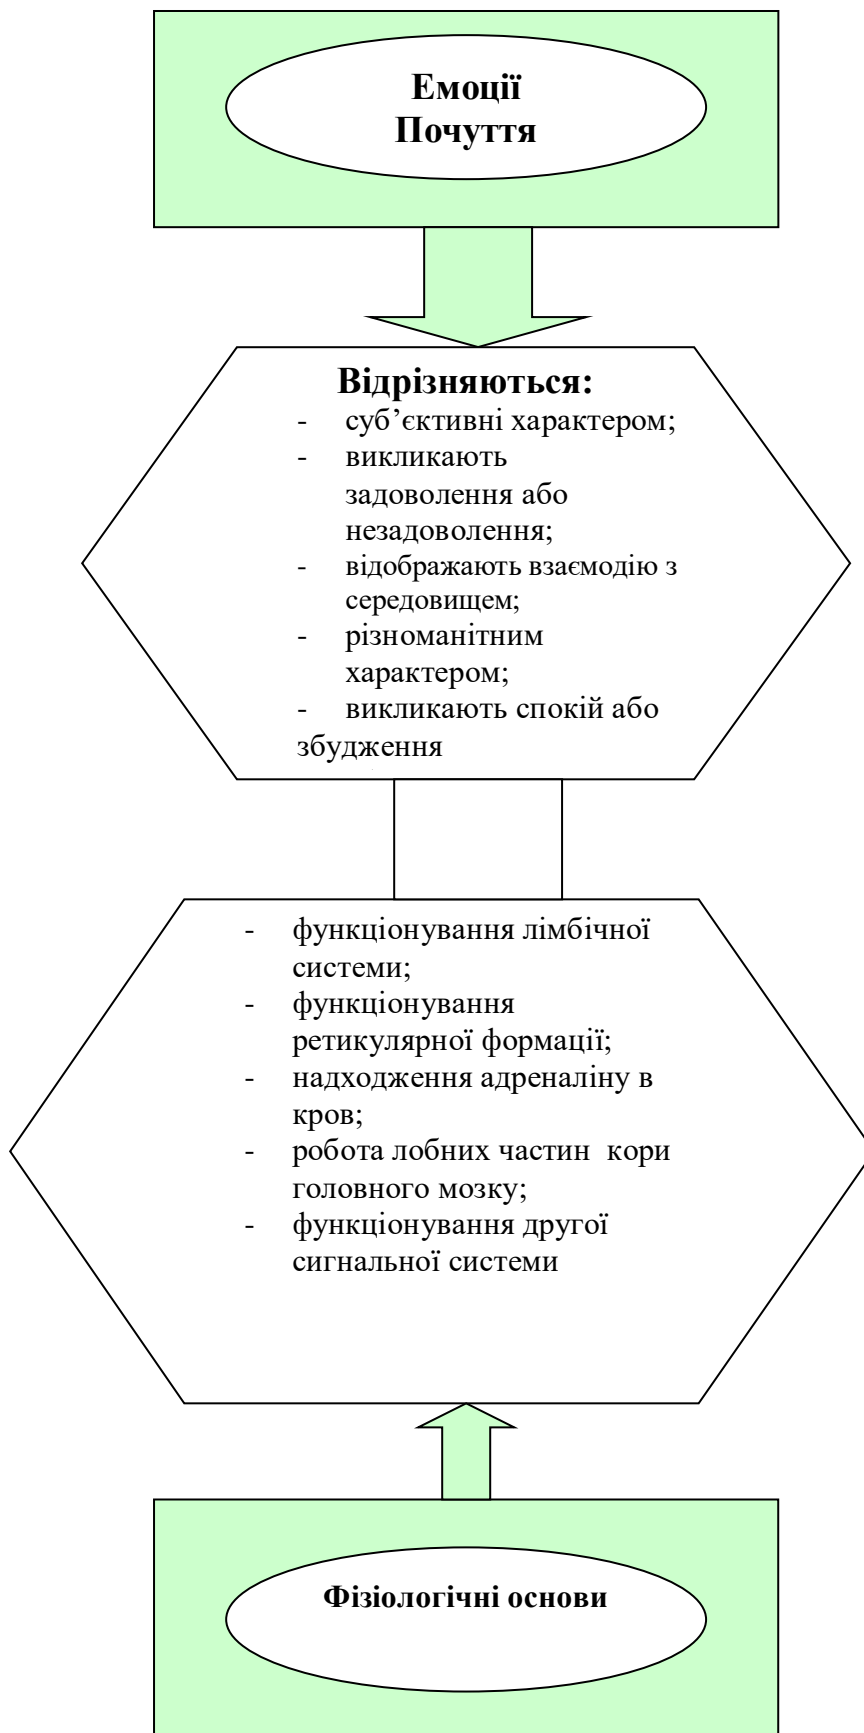 Емоції
Почуття
Відрізняються:
- суб’єктивні характером;
- викликають
задоволення або
незадоволення;
- відображають взаємодію з
середовищем;
- різноманітним
характером;
- викликають спокій або
збудження
- функціонування лімбічної
системи;
- функціонування
ретикулярної формації;
- надходження адреналіну в
кров;
- робота лобних частин кори
головного мозку;
- функціонування другої
сигнальної системи
Фізіологічні основи